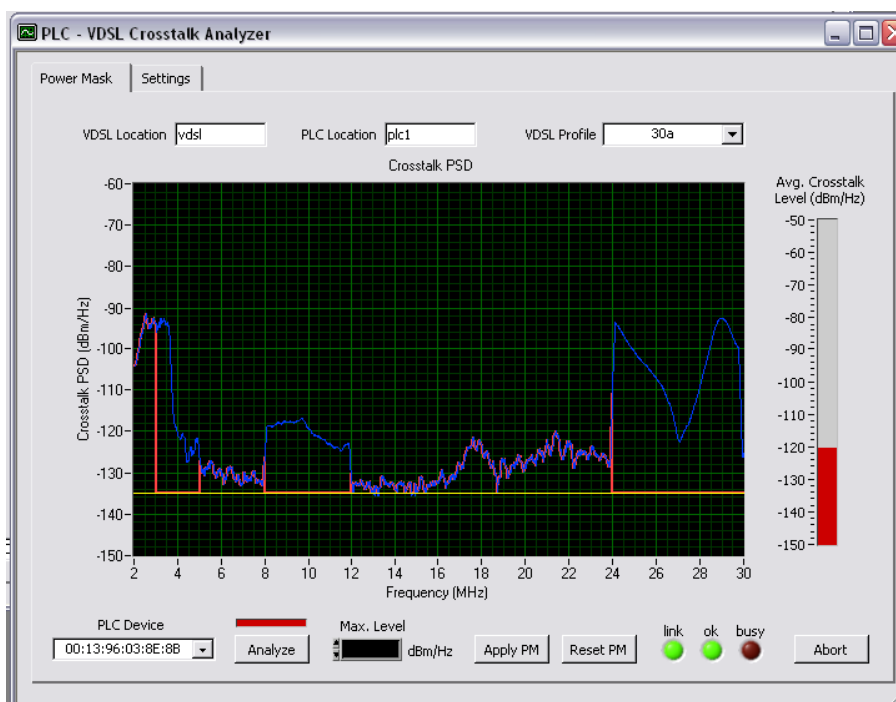 PLC - VDSL Crosstalk Analyzer
Power Mask Settings
VDSL Location vdsl PLC Location plc1 VDSL Profile 30a
Crosstalk PSD
Avg. Crosstalk
Level (dBm/Hz)
Crosstalk PSD (dBm/Hz)
-60
-70
-80
-90
-100
-110
-120
-130
-140
-150
2 4 6 8 10 12 14 16 18 20 22 24 26 28 30
Frequency (MHz)
-50
-60
-70
-80
-90
-100
-110
-120
-130
-140
-150
PLC Device
00:13:96:03:8E:8B
Analyze
Max. Level
dBm/Hz
Apply PM
Reset PM
link ok busy
Abort